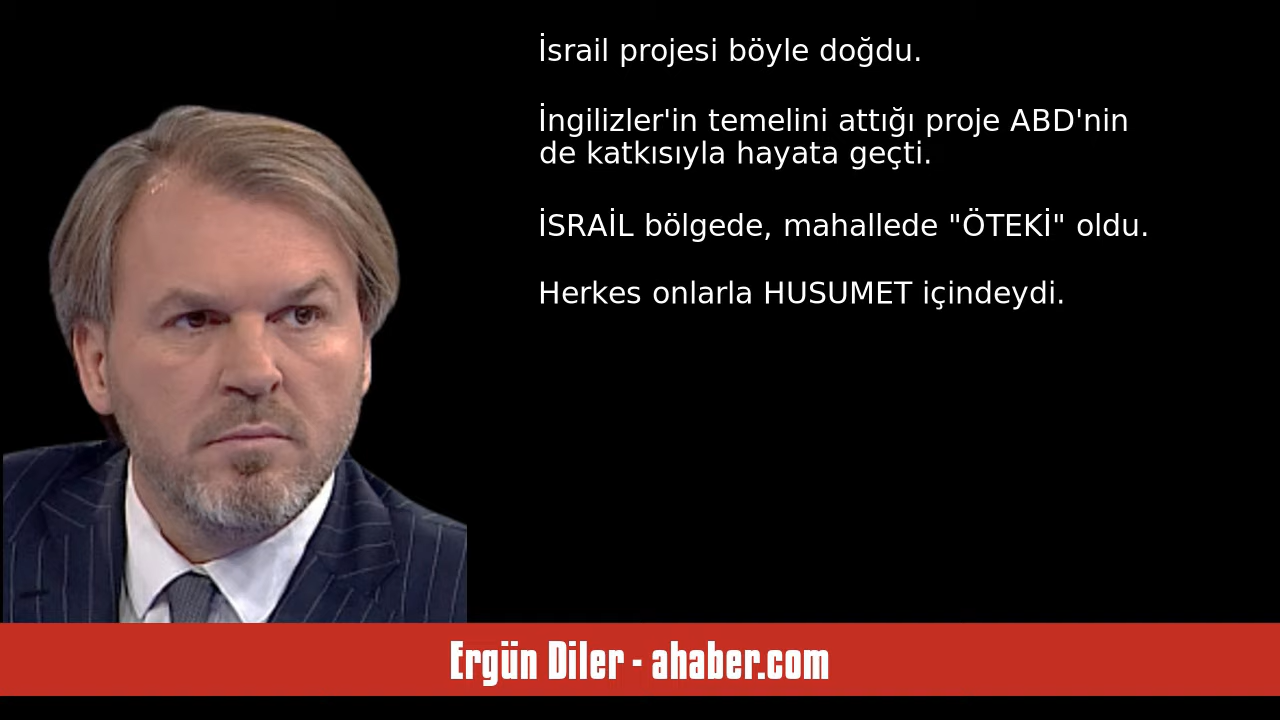 İsrail projesi böyle doğdu.
İngilizler'in temelini attığı proje ABD'nin
de katkısıyla hayata geçti.
İSRAİL bölgede, mahallede "ÖTEKİ" oldu.
Herkes onlarla HUSUMET içindeydi.
Ergün Diler - ahaber.com